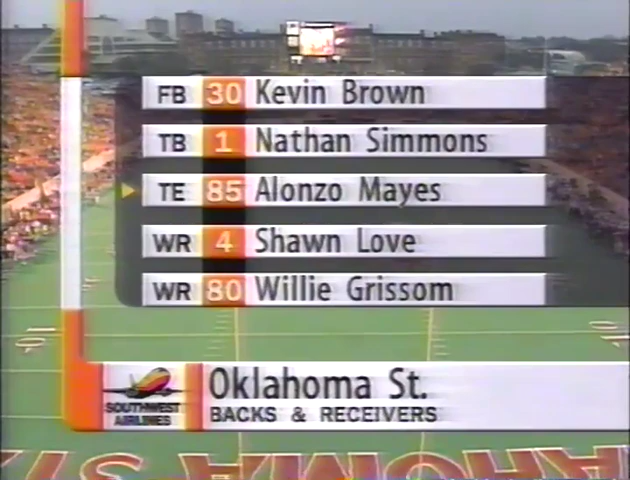 FB 30 Kevin Brown
TB 1 Nathan Simmons
TE 85 Alonzo Mayes
WR 4 Shawn Love
WR 80 Willie Grissom
SOUTHWEST
AIRLINES
Oklahoma St.
BACKS & RECEIVERS